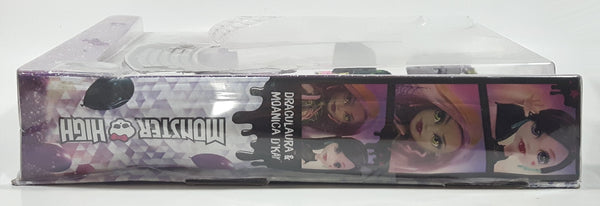 MONSTER HIGH
DRACULAURA &
MOANICA D'KAY